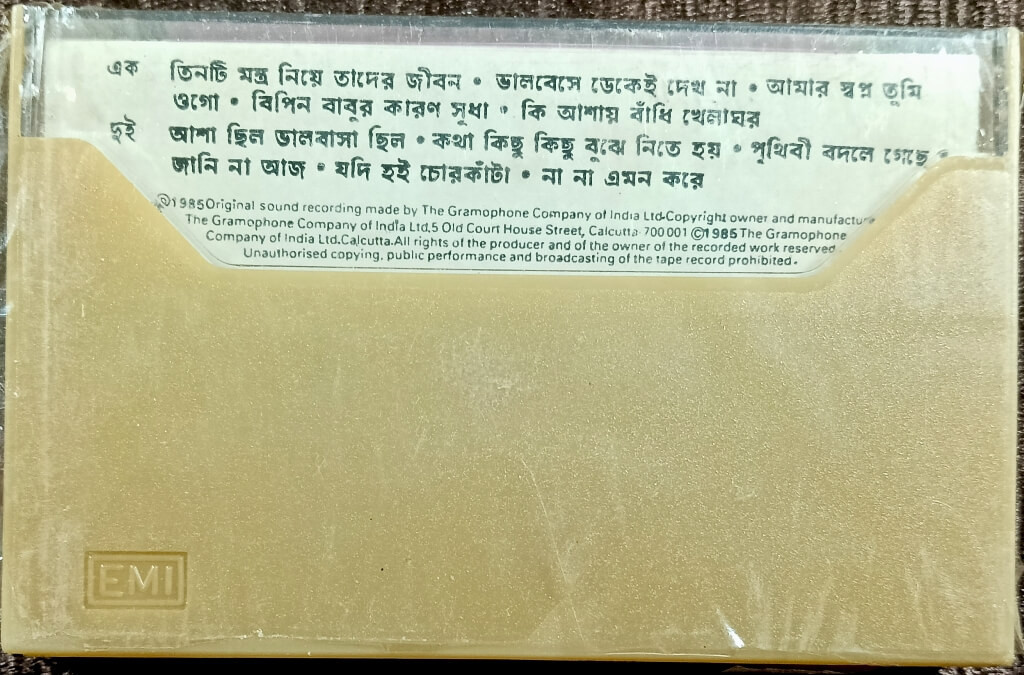 এক তিনটি মন্ত্র নিয়ে তাদের জীবন • ভালবেসে ডেকেই দেখ না • আমার স্বপ্ন তুমি
ওগো • বিপিন বাবুর কারণ সুধা • কি আশায় বাঁধি খেলাঘর
দুই আশা ছিল ভালবাসা ছিল • কথা কিছু কিছু বুঝে নিতে হয় • পৃথিবী বদলে গেছে •
জানি না আজ • যদি হই চোরকাঁটা • না না এমন করে
Ⓟ1985 Original sound recording made by The Gramophone Company of India Ltd. Copyright owner and manufacture
The Gramophone Company of India Ltd.5 Old Court House Street, Calcutta-700 001 ©1985 The Gramophone
Company of India Ltd.Calcutta.All rights of the producer and of the owner of the recorded work reserved.
Unauthorised copying, public performance and broadcasting of the tape record prohibited.
EMI